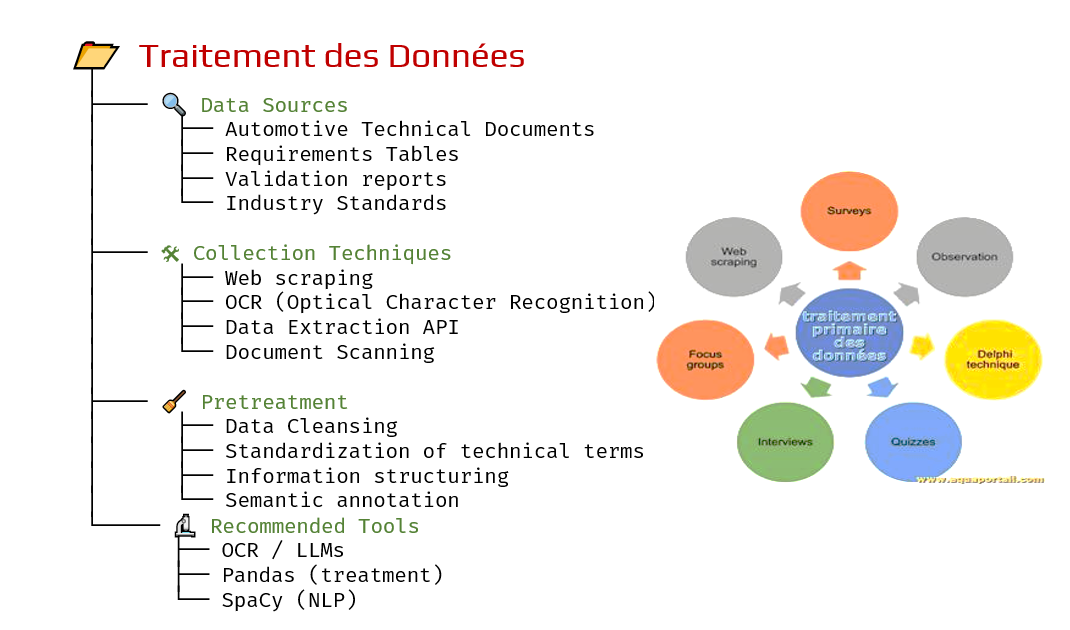 Traitement des Données
Data Sources
Automotive Technical Documents
Requirements Tables
Validation reports
Industry Standards
Collection Techniques
Web scraping
OCR (Optical Character Recognition)
Data Extraction API
Document Scanning
Pretreatment
Data Cleansing
Standardization of technical terms
Information structuring
Semantic annotation
Recommended Tools
OCR / LLMs
Pandas (treatment)
SpaCy (NLP)
Surveys
Web
scraping
Observation
traitement
primaire
des
données
Focus
groups
Delphi
technique
Interviews
Quizzes
www.aquaportail.com